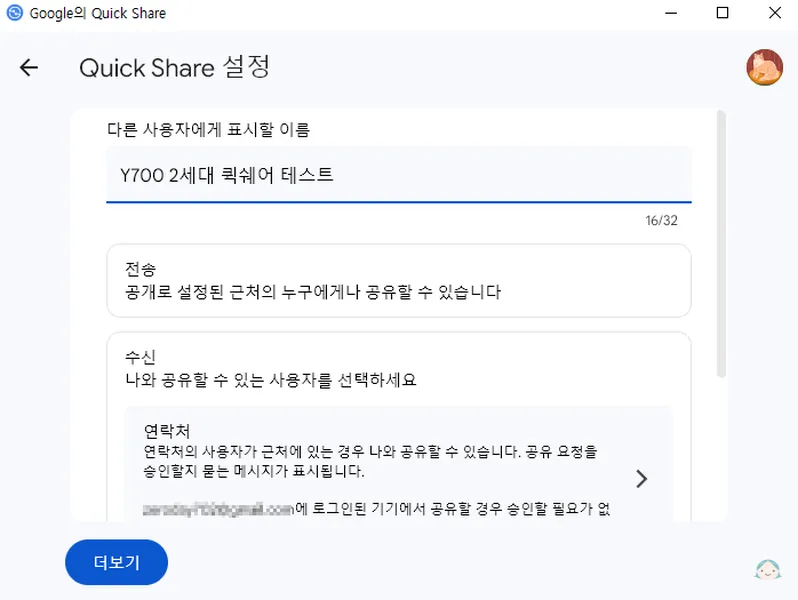 Google의 Quick Share
Quick Share 설정
다른 사용자에게 표시할 이름
Y700 2세대 퀵쉐어 테스트
16/32
전송
공개로 설정된 근처의 누구에게나 공유할 수 있습니다
수신
나와 공유할 수 있는 사용자를 선택하세요
연락처
연락처의 사용자가 근처에 있는 경우 나와 공유할 수 있습니다. 공유 요청을
승인할지 묻는 메시지가 표시됩니다.
에 로그인된 기기에서 공유할 경우 승인할 필요가 없
더보기